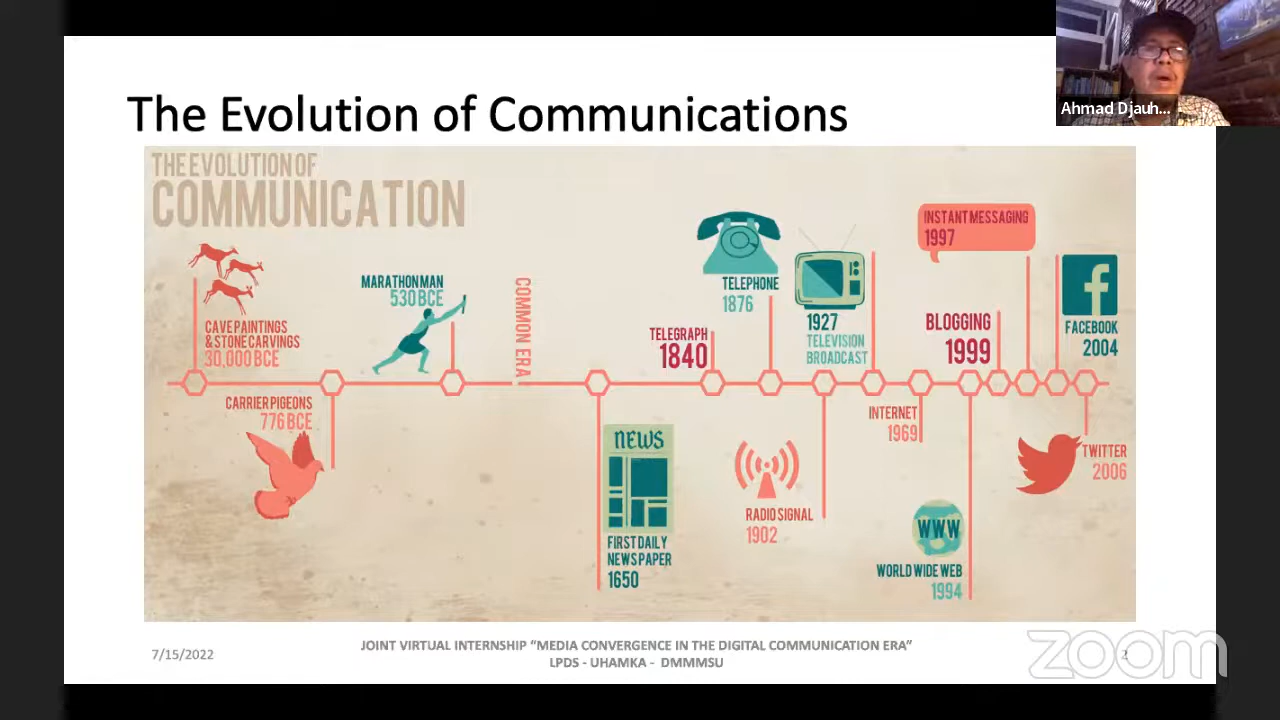 The Evolution of Communications
Ahmad Djauh...
THE EVOLUTION OF
COMMUNICATION
CAVE PAINTINGS
& STONE CARVINGS
30,000 BCE
CARRIER PIGEONS
776 BCE
MARATHON MAN
530 BCE
COMMON ERA
NEWS
FIRST DAILY
NEWSPAPER
1650
TELEGRAPH
1840
TELEPHONE
1876
RADIO SIGNAL
1902
1927
TELEVISION
BROADCAST
INTERNET
1969
WWW
WORLD WIDE WEB
1994
BLOGGING
1999
INSTANT MESSAGING
1997
f
FACEBOOK
2004
TWITTER
2006
7/15/2022
JOINT VIRTUAL INTERNSHIP “MEDIA CONVERGENCE IN THE DIGITAL COMMUNICATION ERA”
LPDS - UHAMKA - DMMMSU
2
zoom